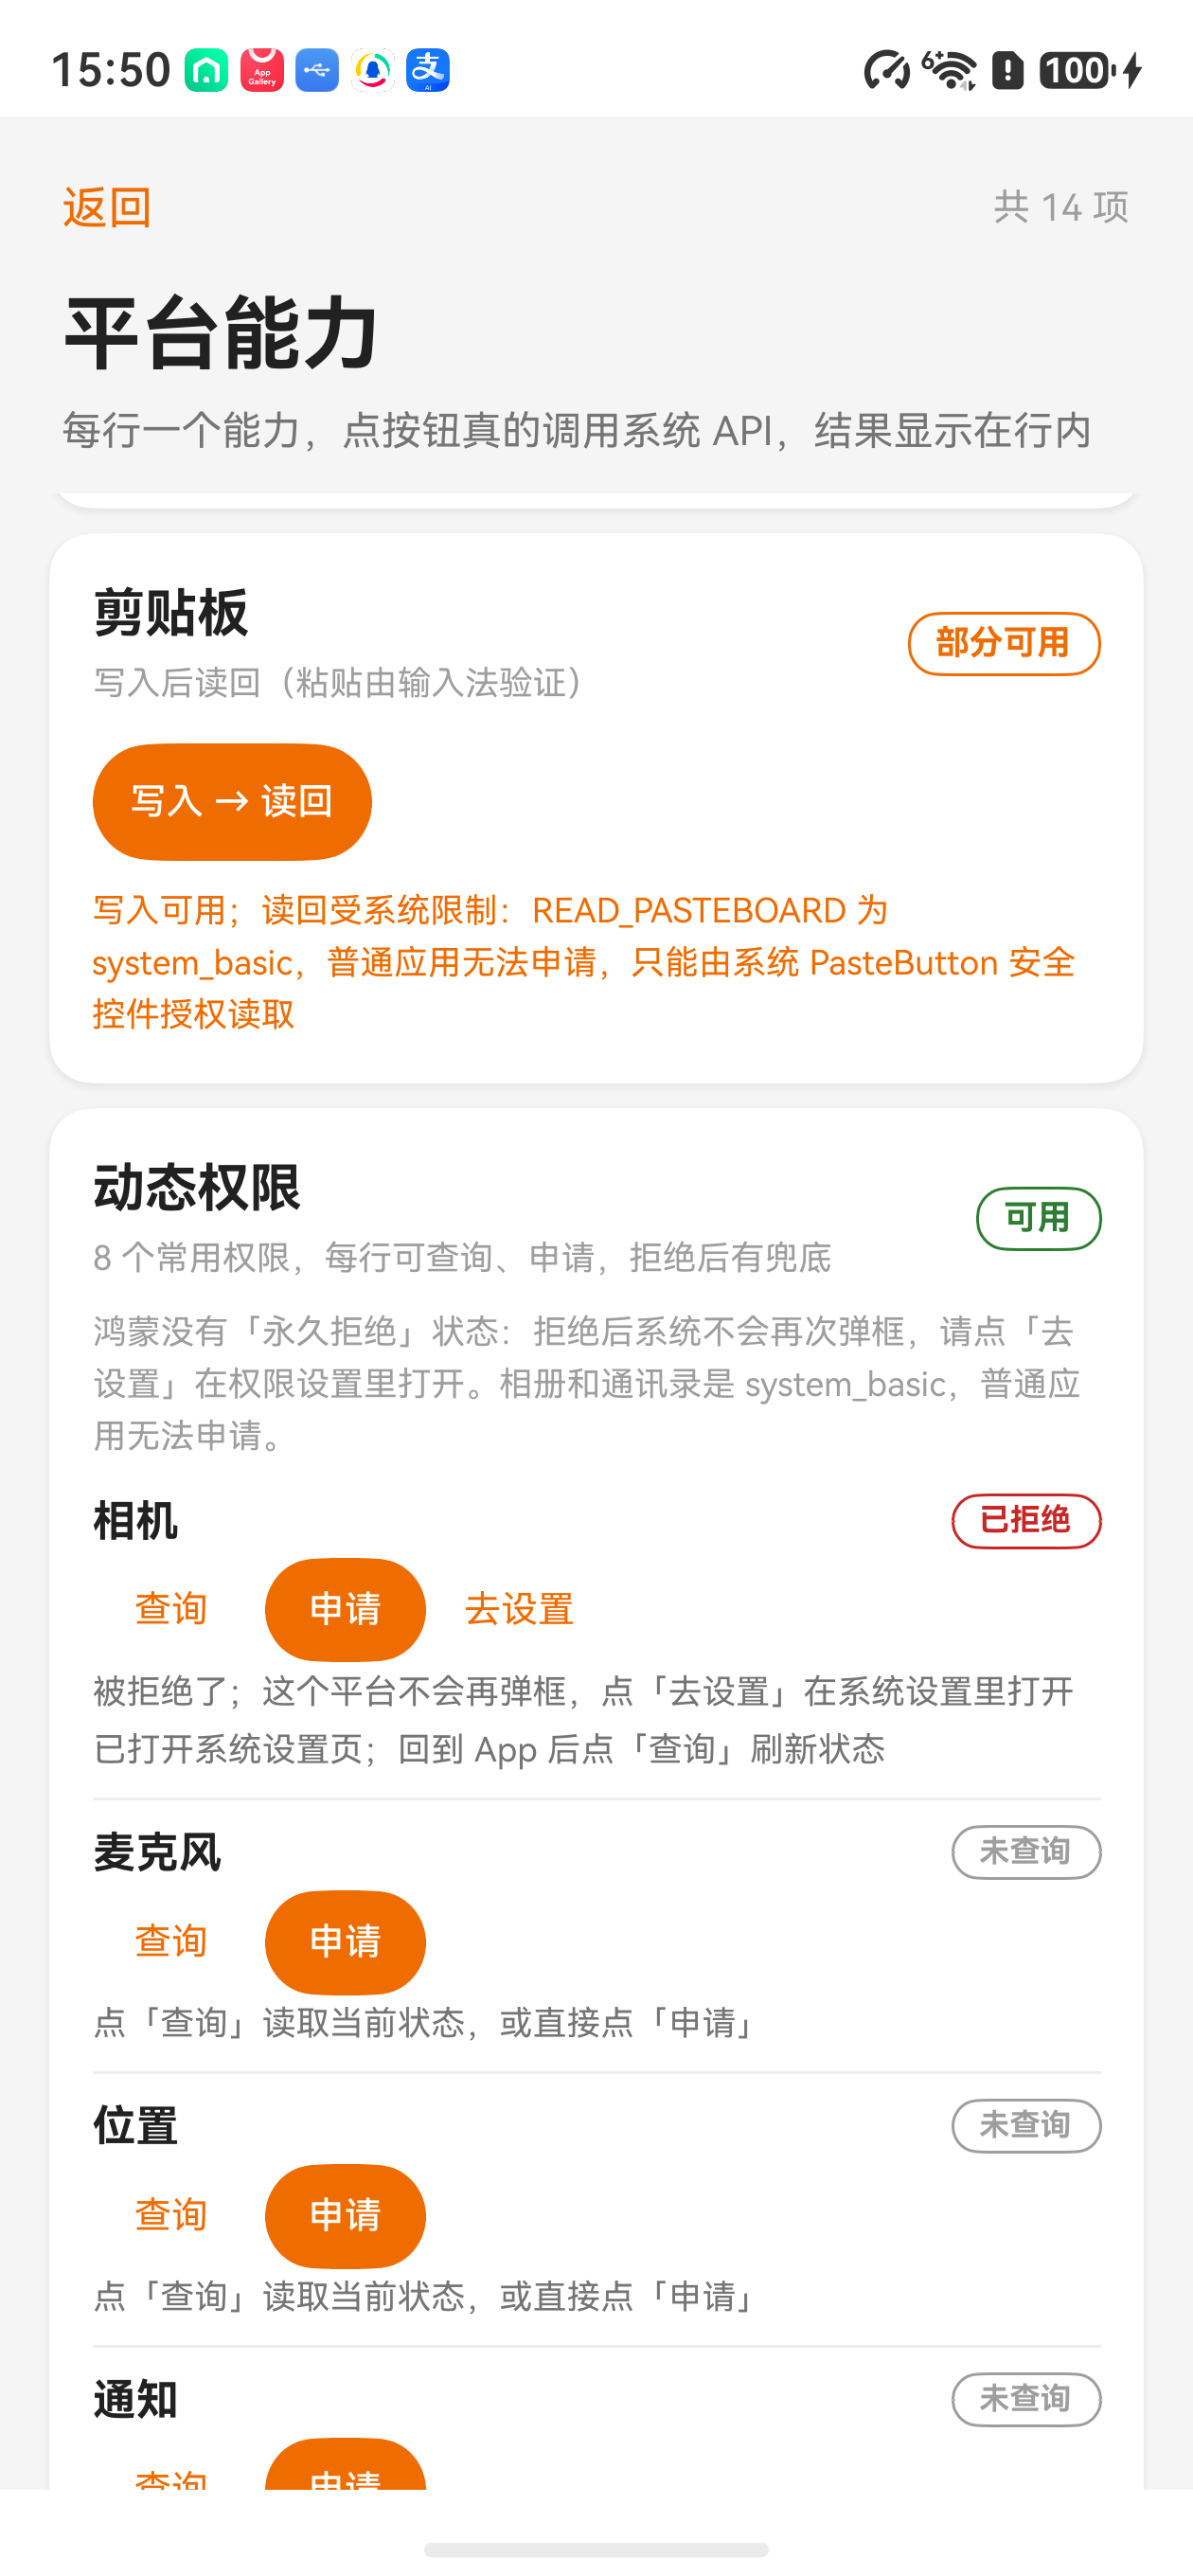 15:50
App
Gallery
支
AI
6+
100
返回
共 14 项
平台能力
每行一个能力，点按钮真的调用系统 API，结果显示在行内
剪贴板
部分可用
写入后读回（粘贴由输入法验证）
写入 → 读回
写入可用；读回受系统限制：READ_PASTEBOARD 为
system_basic，普通应用无法申请，只能由系统 PasteButton 安全
控件授权读取
动态权限
可用
8 个常用权限，每行可查询、申请，拒绝后有兜底
鸿蒙没有「永久拒绝」状态：拒绝后系统不会再次弹框，请点「去
设置」在权限设置里打开。相册和通讯录是 system_basic，普通应
用无法申请。
相机
已拒绝
查询
申请
去设置
被拒绝了；这个平台不会再弹框，点「去设置」在系统设置里打开
已打开系统设置页；回到 App 后点「查询」刷新状态
麦克风
未查询
查询
申请
点「查询」读取当前状态，或直接点「申请」
位置
未查询
查询
申请
点「查询」读取当前状态，或直接点「申请」
通知
未查询
查询
申请